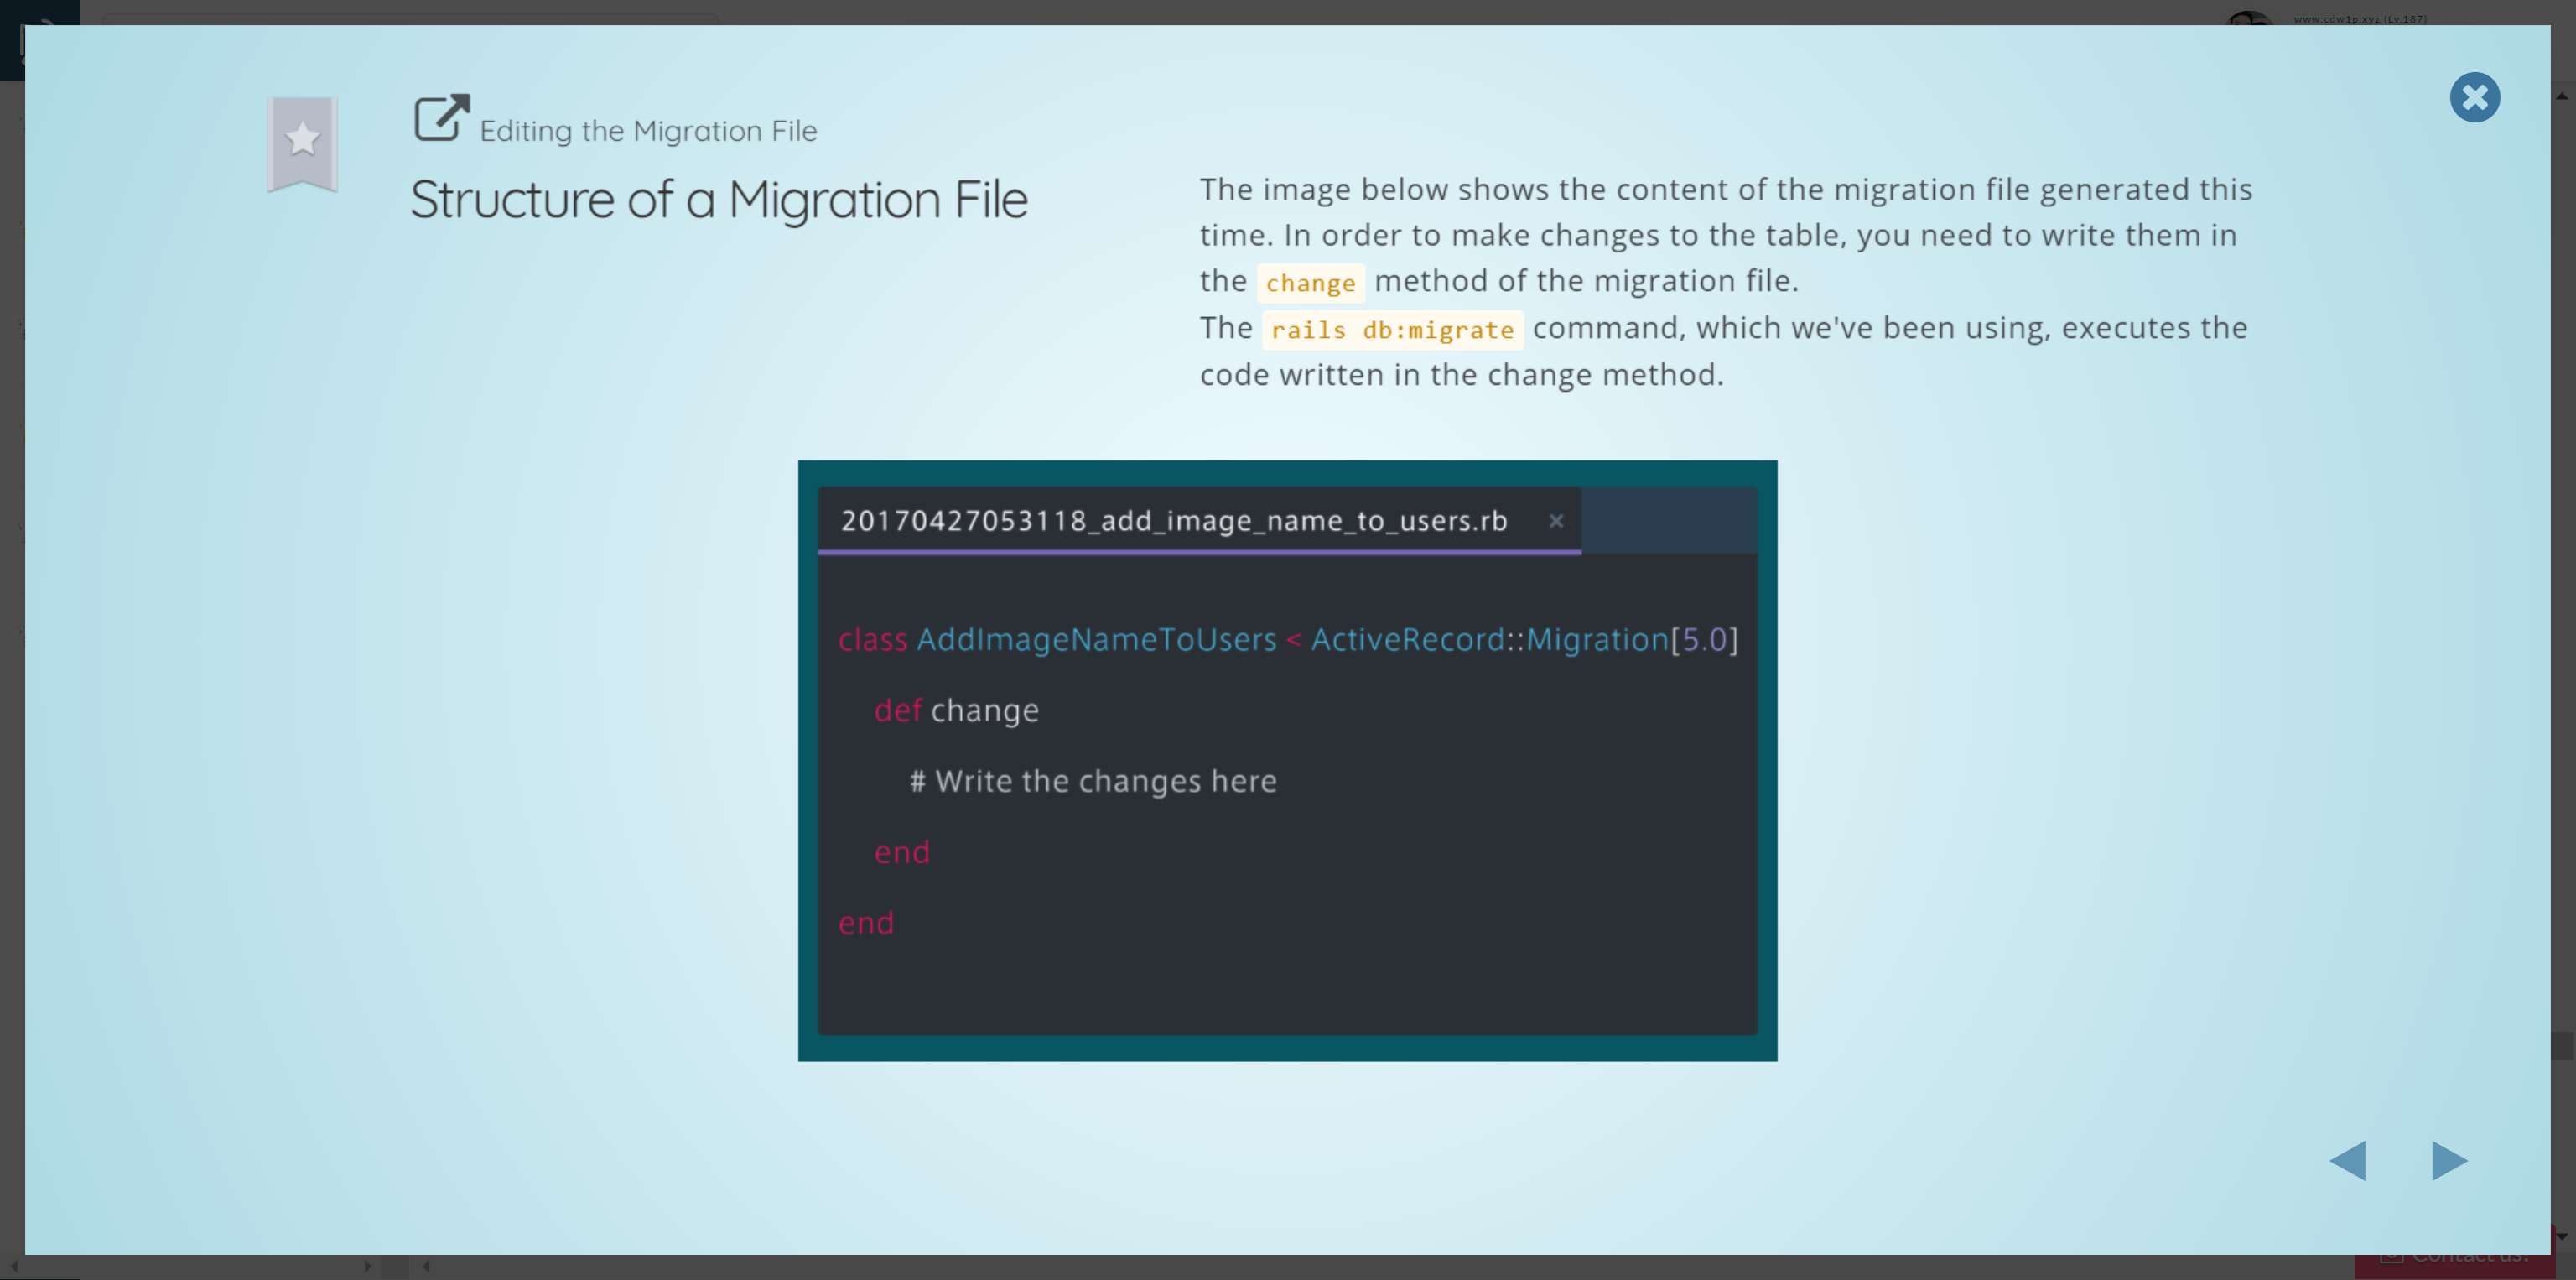 www.cdw1p.xyz (Lv.187)
Editing the Migration File
Structure of a Migration File
The image below shows the content of the migration file generated this
time. In order to make changes to the table, you need to write them in
the change method of the migration file.
The rails db:migrate command, which we've been using, executes the
code written in the change method.
20170427053118_add_image_name_to_users.rb ×
class AddImageNameToUsers < ActiveRecord::Migration[5.0]
def change
# Write the changes here
end
end
Contact us!